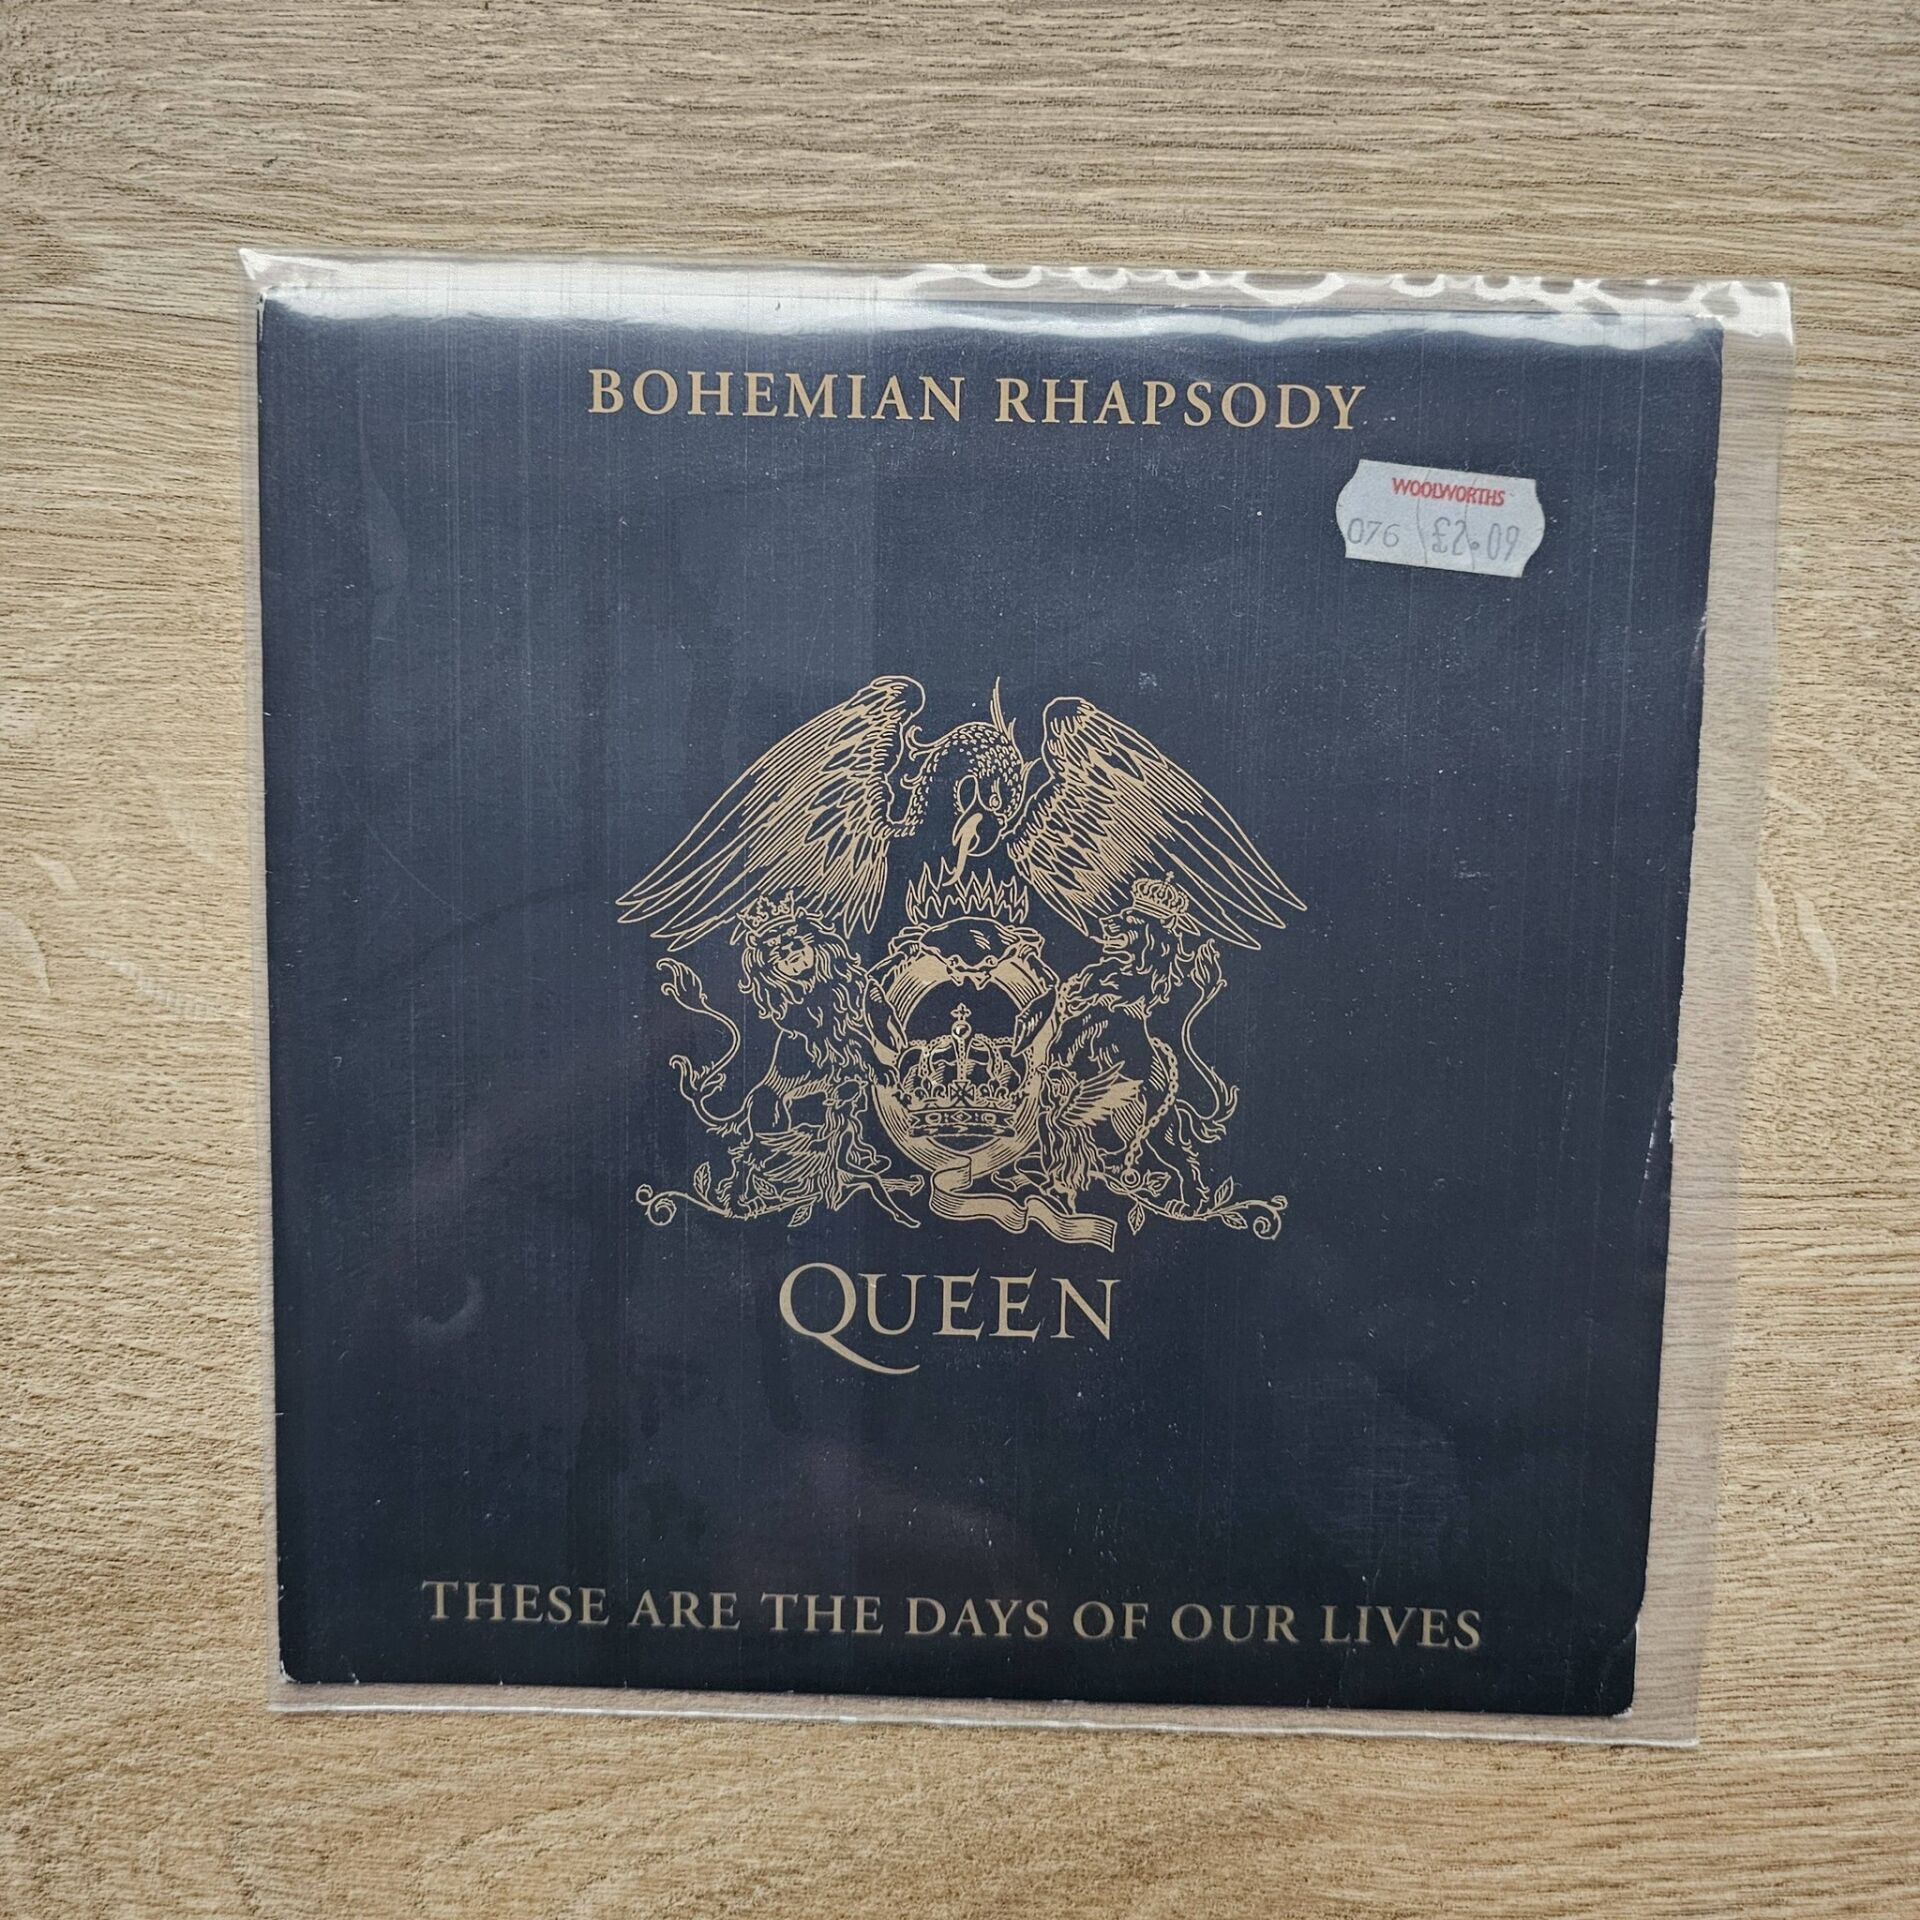 BOHEMIAN RHAPSODY
WOOLWORTHS
076 £2.09
QUEEN
THESE ARE THE DAYS OF OUR LIVES